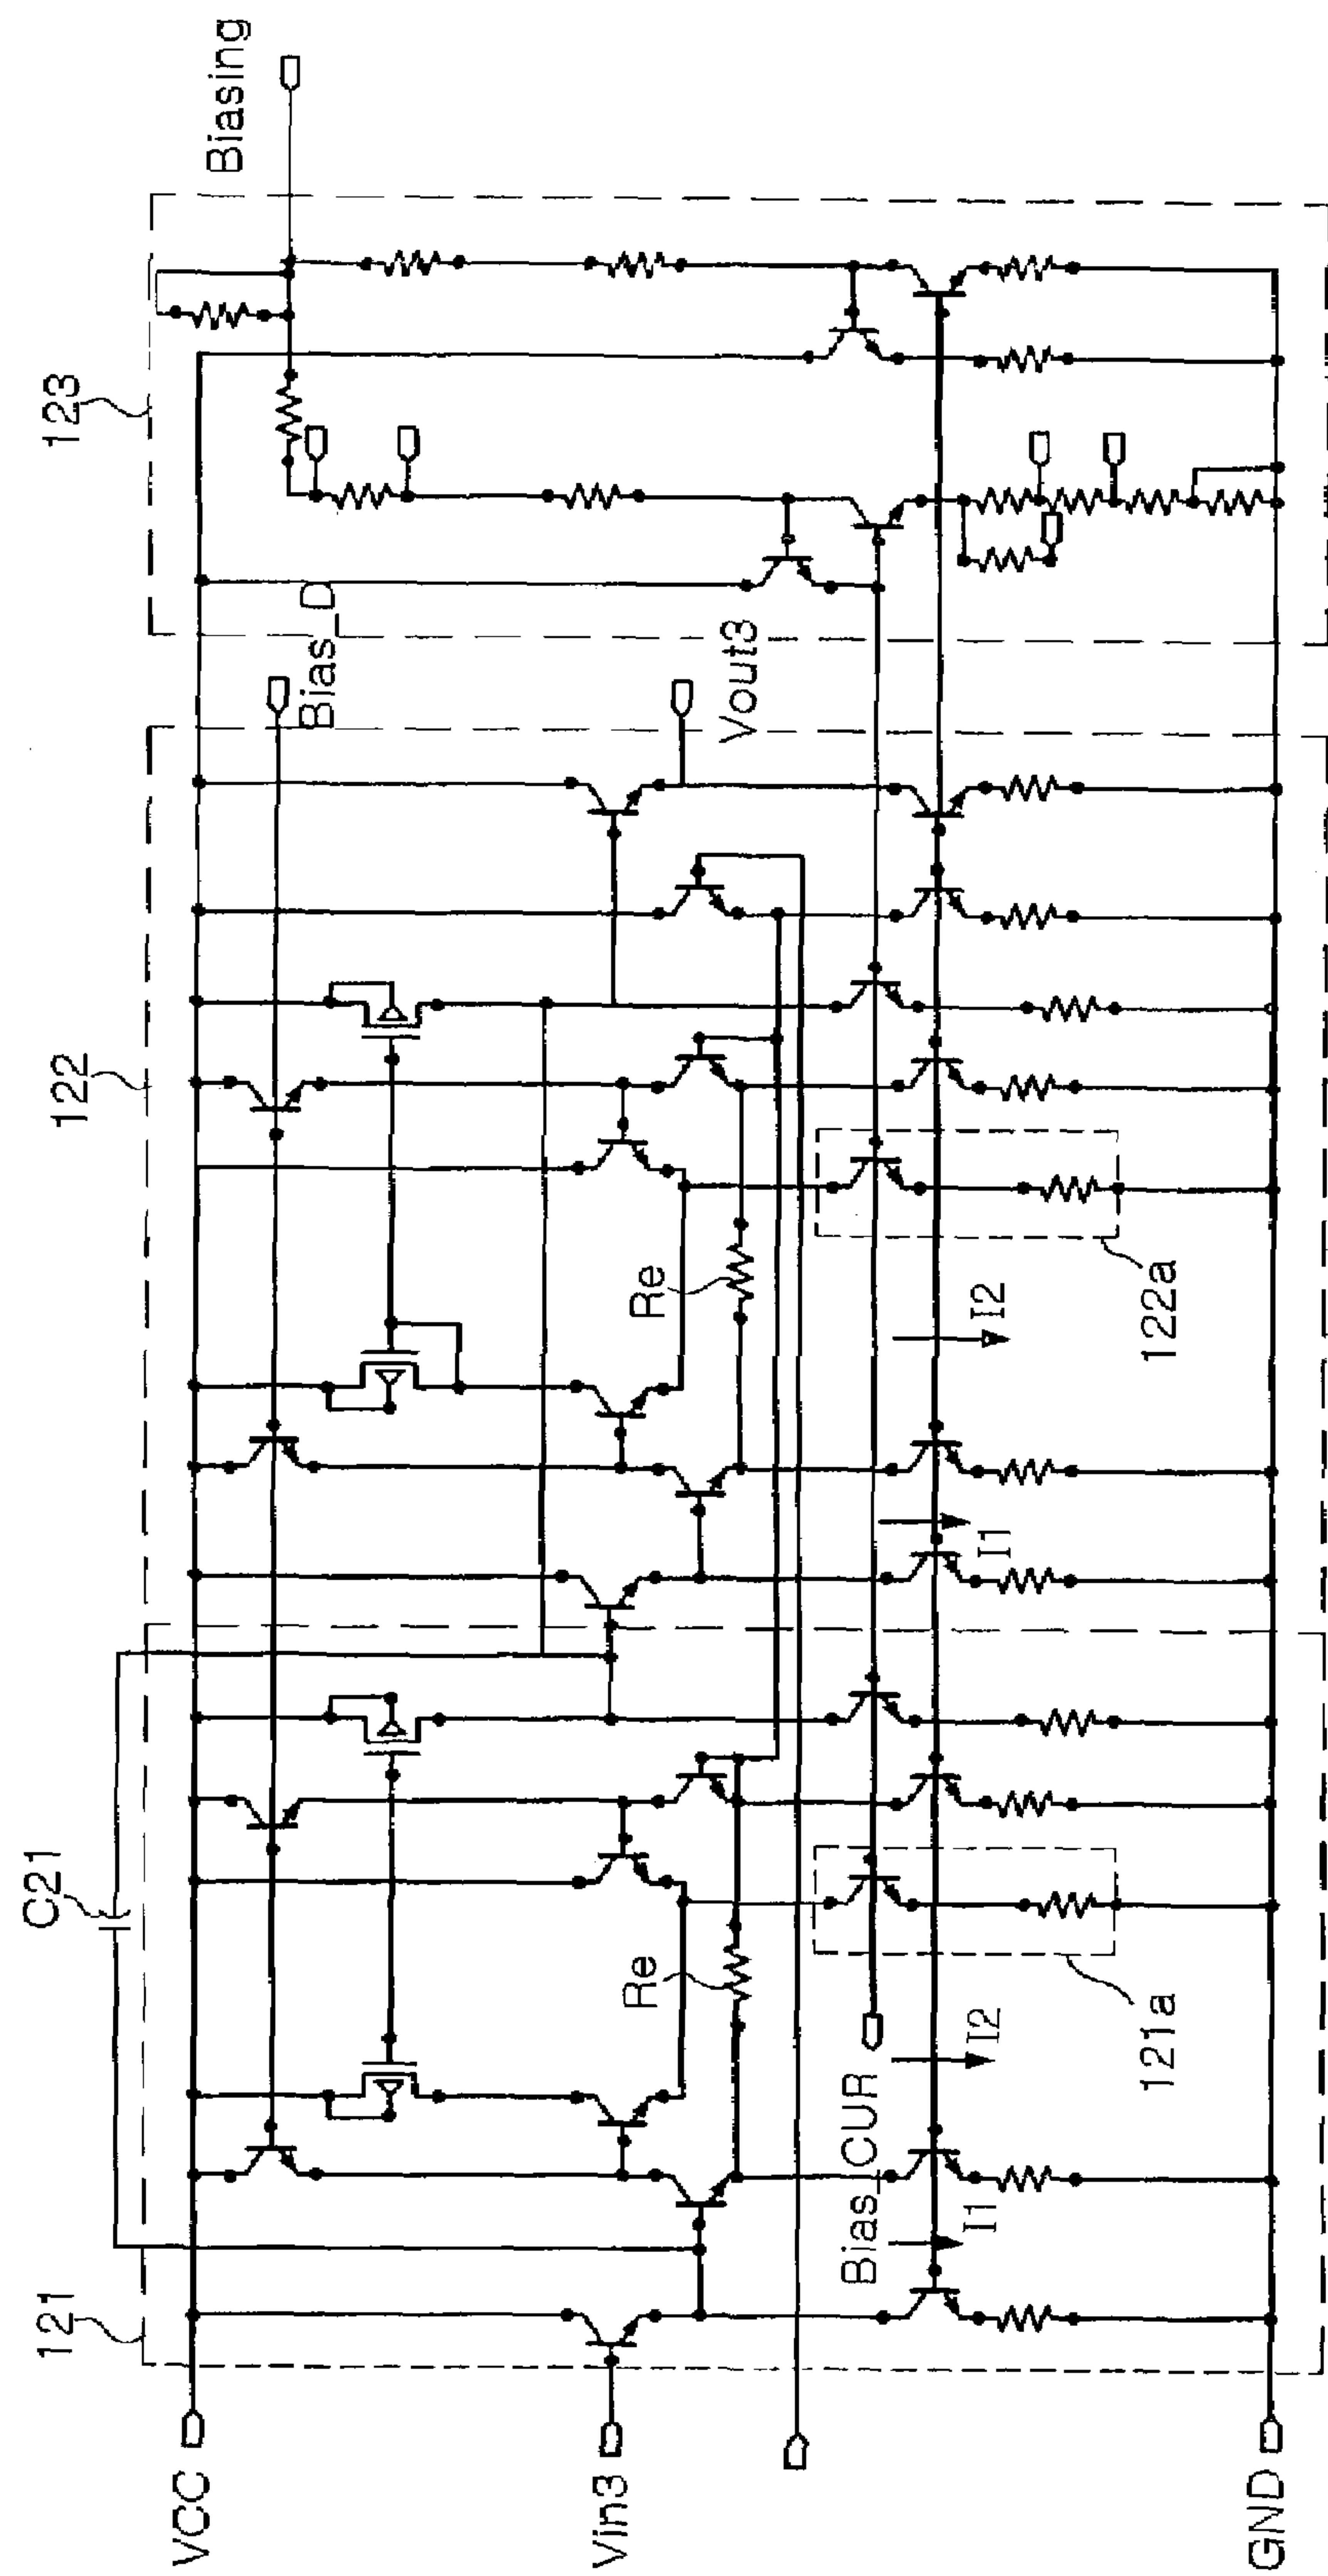 121
C21
122
123
VCC
Bias_D
Biasing
Vin3
Re
Re
Vout3
Bias_CUR
I1
I2
I1
I2
121a
122a
GND